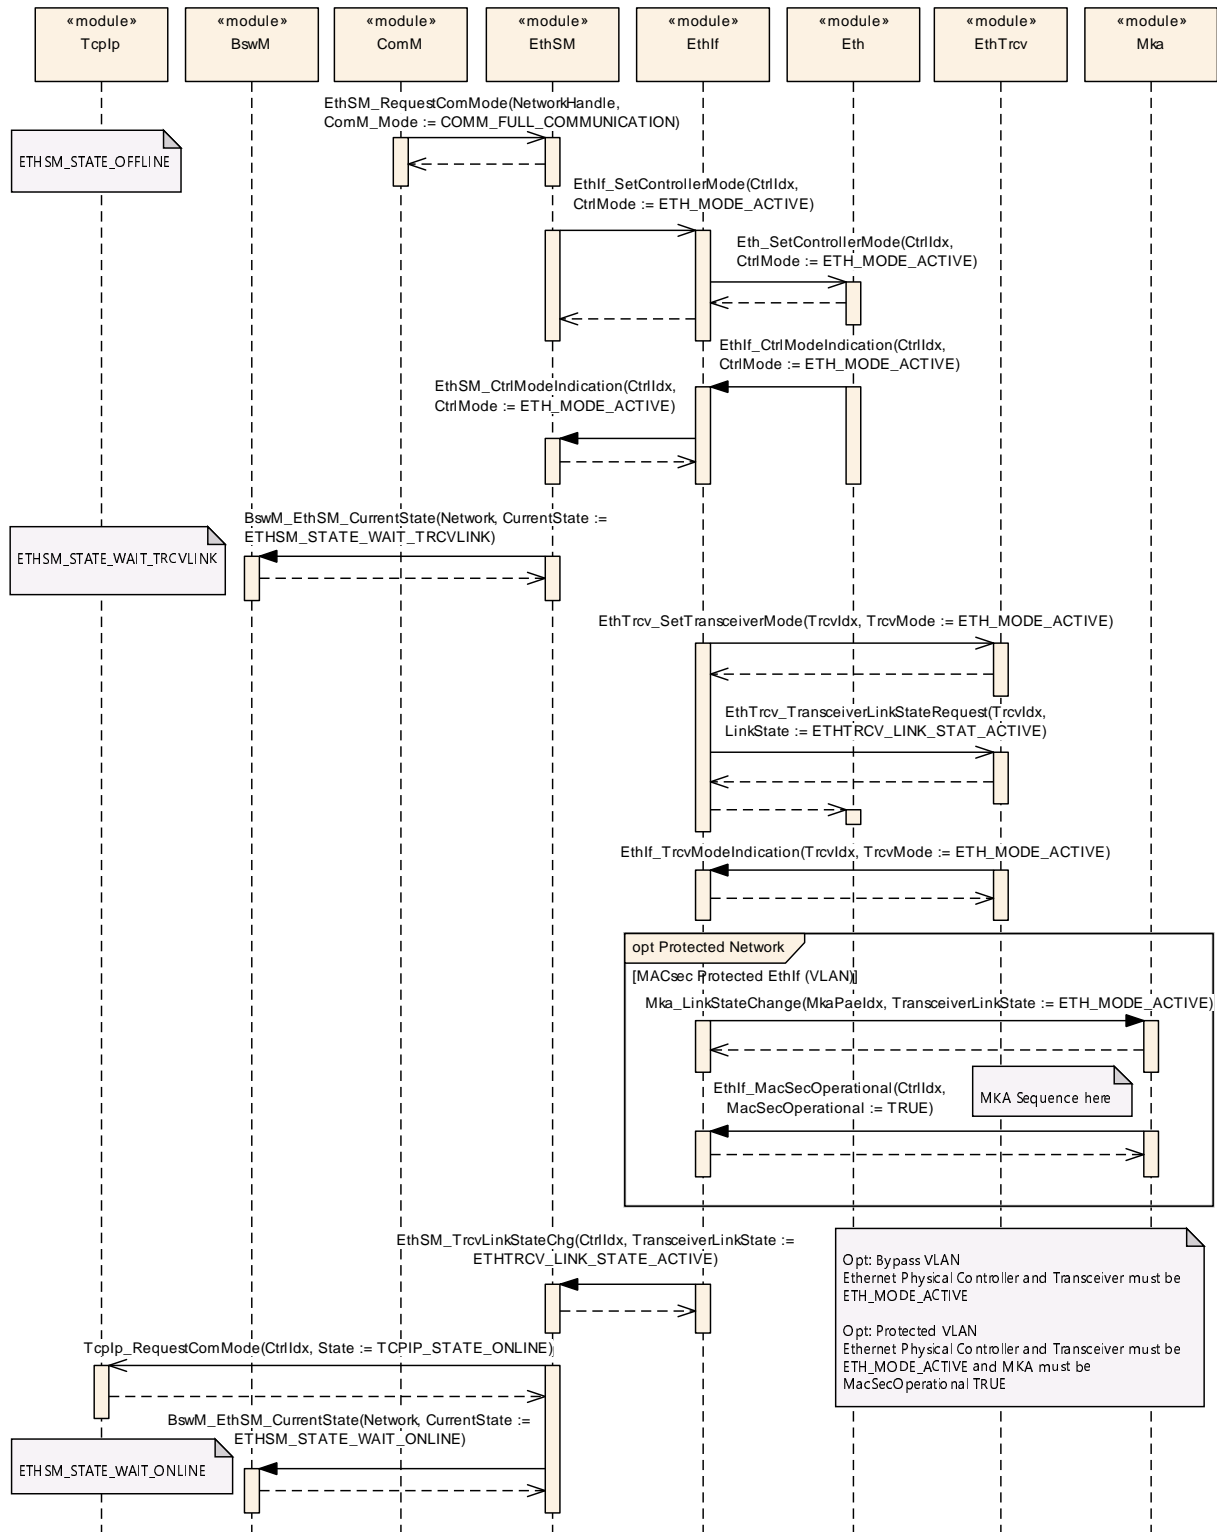 «module»
TcpIp
«module»
BswM
«module»
ComM
«module»
EthSM
«module»
EthIf
«module»
Eth
«module»
EthTrcv
«module»
Mka
EthSM_RequestComMode(NetworkHandle,
ComM_Mode := COMM_FULL_COMMUNICATION)
ETHSM_STATE_OFFLINE
EthIf_SetControllerMode(CtrlIdx,
CtrlMode := ETH_MODE_ACTIVE)
Eth_SetControllerMode(CtrlIdx,
CtrlMode := ETH_MODE_ACTIVE)
EthIf_CtrlModeIndication(CtrlIdx,
CtrlMode := ETH_MODE_ACTIVE)
EthSM_CtrlModeIndication(CtrlIdx,
CtrlMode := ETH_MODE_ACTIVE)
BswM_EthSM_CurrentState(Network, CurrentState :=
ETHSM_STATE_WAIT_TRCVLINK)
ETHSM_STATE_WAIT_TRCVLINK
EthTrcv_SetTransceiverMode(TrcvIdx, TrcvMode := ETH_MODE_ACTIVE)
EthTrcv_TransceiverLinkStateRequest(TrcvIdx,
LinkState := ETHTRCV_LINK_STAT_ACTIVE)
EthIf_TrcvModeIndication(TrcvIdx, TrcvMode := ETH_MODE_ACTIVE)
opt Protected Network
[MACsec Protected EthIf (VLAN)]
Mka_LinkStateChange(MkaPaeIdx, TransceiverLinkState := ETH_MODE_ACTIVE)
EthIf_MacSecOperational(CtrlIdx,
MacSecOperational := TRUE)
MKA Sequence here
EthSM_TrcvLinkStateChg(CtrlIdx, TransceiverLinkState :=
ETHTRCV_LINK_STATE_ACTIVE)
Opt: Bypass VLAN
Ethernet Physical Controller and Transceiver must be
ETH_MODE_ACTIVE
Opt: Protected VLAN
Ethernet Physical Controller and Transceiver must be
ETH_MODE_ACTIVE and MKA must be
MacSecOperational TRUE
TcpIp_RequestComMode(CtrlIdx, State := TCPIP_STATE_ONLINE)
BswM_EthSM_CurrentState(Network, CurrentState :=
ETHSM_STATE_WAIT_ONLINE)
ETHSM_STATE_WAIT_ONLINE